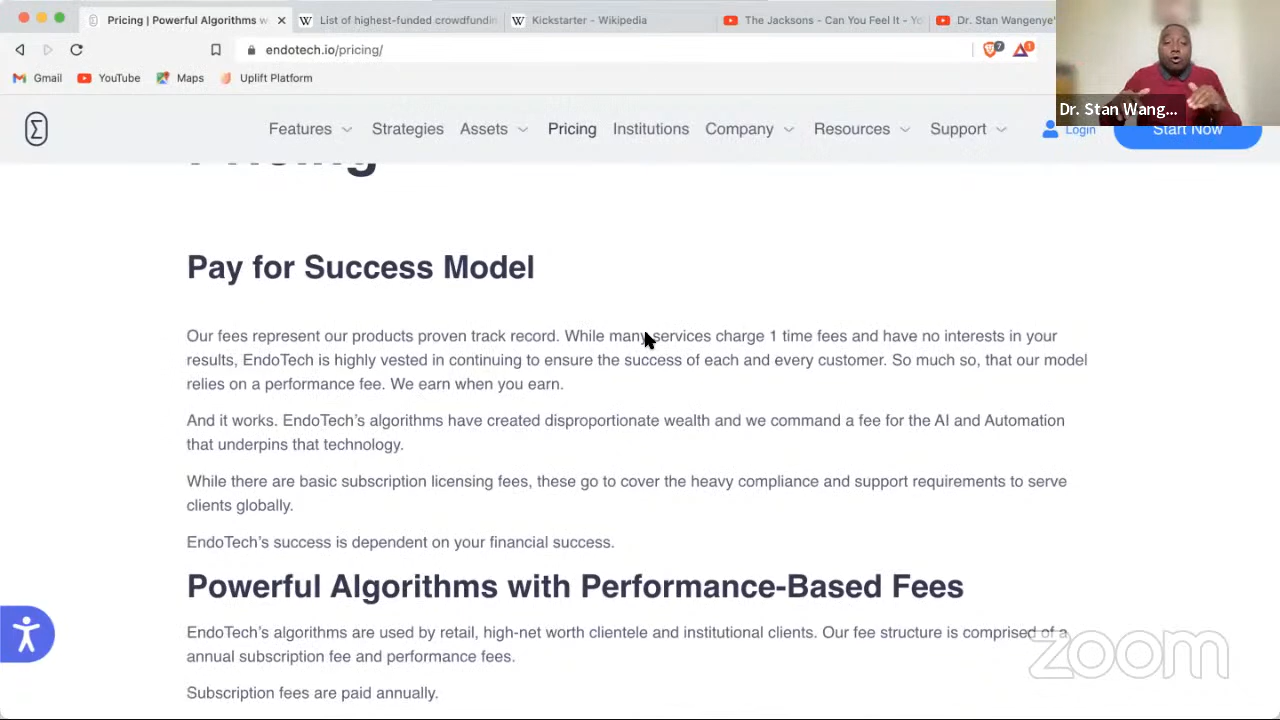 Pricing | Powerful Algorithms w
List of highest-funded crowdfundin
Kickstarter - Wikipedia
The Jacksons - Can You Feel It - Yo
Dr. Stan Wangenye'
endotech.io/pricing/
7
1
Gmail
YouTube
Maps
Uplift Platform
Dr. Stan Wang...
Features
Strategies
Assets
Pricing
Institutions
Company
Resources
Support
Login
Start Now
Pricing
Pay for Success Model
Our fees represent our products proven track record. While many services charge 1 time fees and have no interests in your
results, EndoTech is highly vested in continuing to ensure the success of each and every customer. So much so, that our model
relies on a performance fee. We earn when you earn.
And it works. EndoTech's algorithms have created disproportionate wealth and we command a fee for the AI and Automation
that underpins that technology.
While there are basic subscription licensing fees, these go to cover the heavy compliance and support requirements to serve
clients globally.
EndoTech's success is dependent on your financial success.
Powerful Algorithms with Performance-Based Fees
EndoTech's algorithms are used by retail, high-net worth clientele and institutional clients. Our fee structure is comprised of a
annual subscription fee and performance fees.
Subscription fees are paid annually.
zoom